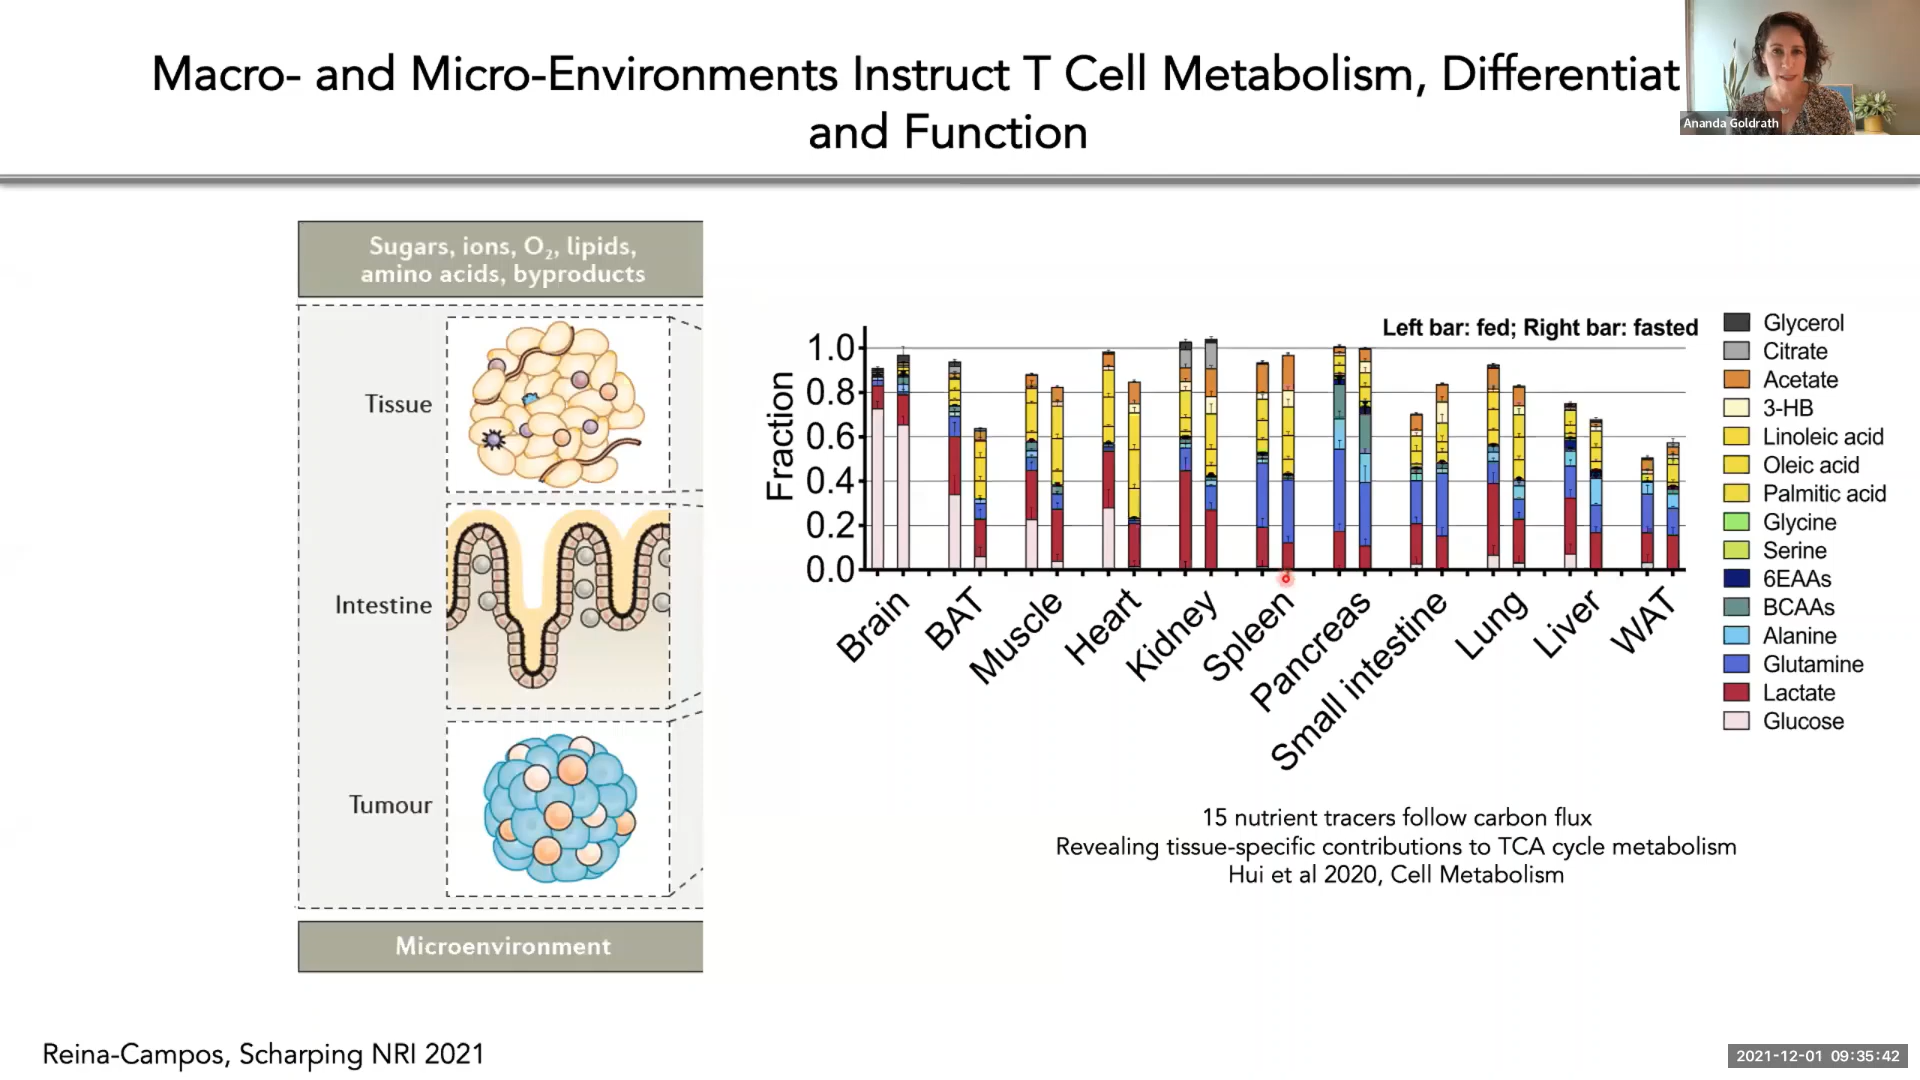 Macro- and Micro-Environments Instruct T Cell Metabolism, Differentiat
and Function
Ananda Goldrath
Sugars, ions, O₂, lipids,
amino acids, byproducts
Tissue
Intestine
Tumour
Microenvironment
Left bar: fed; Right bar: fasted
Fraction
1.0
0.8
0.6
0.4
0.2
0.0
Brain
BAT
Muscle
Heart
Kidney
Spleen
Pancreas
Small intestine
Lung
Liver
WAT
Glycerol
Citrate
Acetate
3-HB
Linoleic acid
Oleic acid
Palmitic acid
Glycine
Serine
6EAAs
BCAAs
Alanine
Glutamine
Lactate
Glucose
15 nutrient tracers follow carbon flux
Revealing tissue-specific contributions to TCA cycle metabolism
Hui et al 2020, Cell Metabolism
Reina-Campos, Scharping NRI 2021
2021-12-01 09:35:42